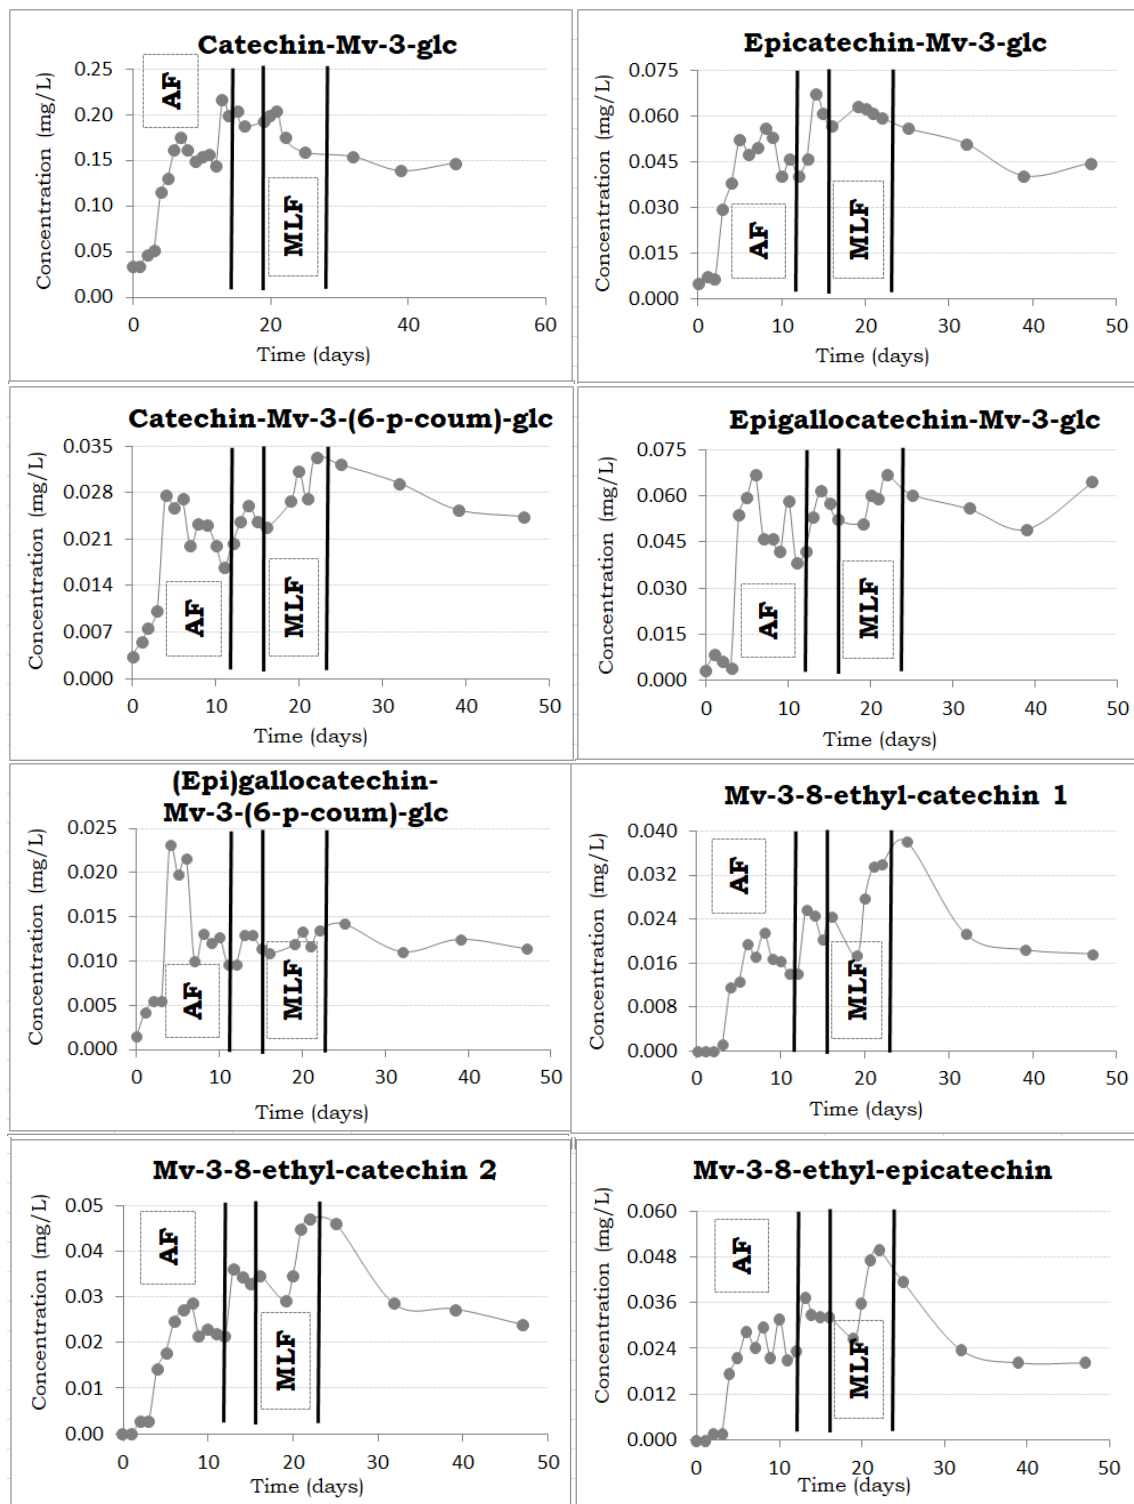 Catechin-Mv-3-glc
Concentration (mg/L)
0.25
0.20
0.15
0.10
0.05
0.00
AF
MLF
0 20 40 60
Time (days)
Epicatechin-Mv-3-glc
Concentration (mg/L)
0.075
0.060
0.045
0.030
0.015
0.000
AF
MLF
0 10 20 30 40 50
Time (days)
Catechin-Mv-3-(6-p-coum)-glc
Concentration (mg/L)
0.035
0.028
0.021
0.014
0.007
0.000
AF
MLF
0 10 20 30 40 50
Time (days)
Epigallocatechin-Mv-3-glc
Concentration (mg/L)
0.075
0.060
0.045
0.030
0.015
0.000
AF
MLF
0 10 20 30 40 50
Time (days)
(Epi)gallocatechin-
Mv-3-(6-p-coum)-glc
Concentration (mg/L)
0.025
0.020
0.015
0.010
0.005
0.000
AF
MLF
0 10 20 30 40 50
Time (days)
Mv-3-8-ethyl-catechin 1
Concentration (mg/L)
0.040
0.032
0.024
0.016
0.008
0.000
AF
MLF
0 10 20 30 40 50
Time (days)
Mv-3-8-ethyl-catechin 2
Concentration (mg/L)
0.05
0.04
0.03
0.02
0.01
0.00
AF
MLF
0 10 20 30 40 50
Time (days)
Mv-3-8-ethyl-epicatechin
Concentration (mg/L)
0.060
0.048
0.036
0.024
0.012
0.000
AF
MLF
0 10 20 30 40 50
Time (days)